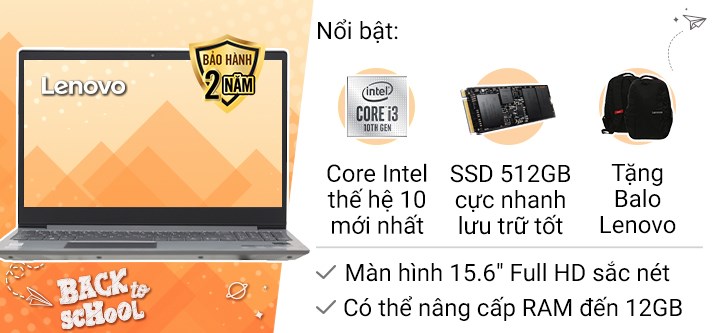 Lenovo
BẢO HÀNH
2 NĂM
BACK to
SCHOOL
Nổi bật:
intel
CORE i3
10TH GEN
Core Intel
thế hệ 10
mới nhất
SSD 512GB
cực nhanh
lưu trữ tốt
Tặng
Balo
Lenovo
Màn hình 15.6" Full HD sắc nét
Có thể nâng cấp RAM đến 12GB